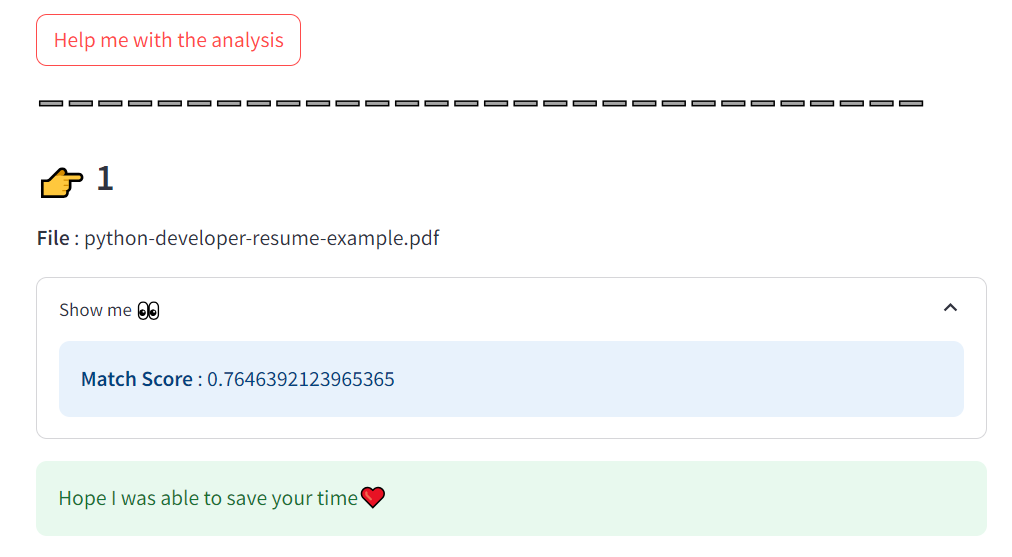 Help me with the analysis
👉 1
File : python-developer-resume-example.pdf
Show me 👀
Match Score : 0.7646392123965365
Hope I was able to save your time❤️